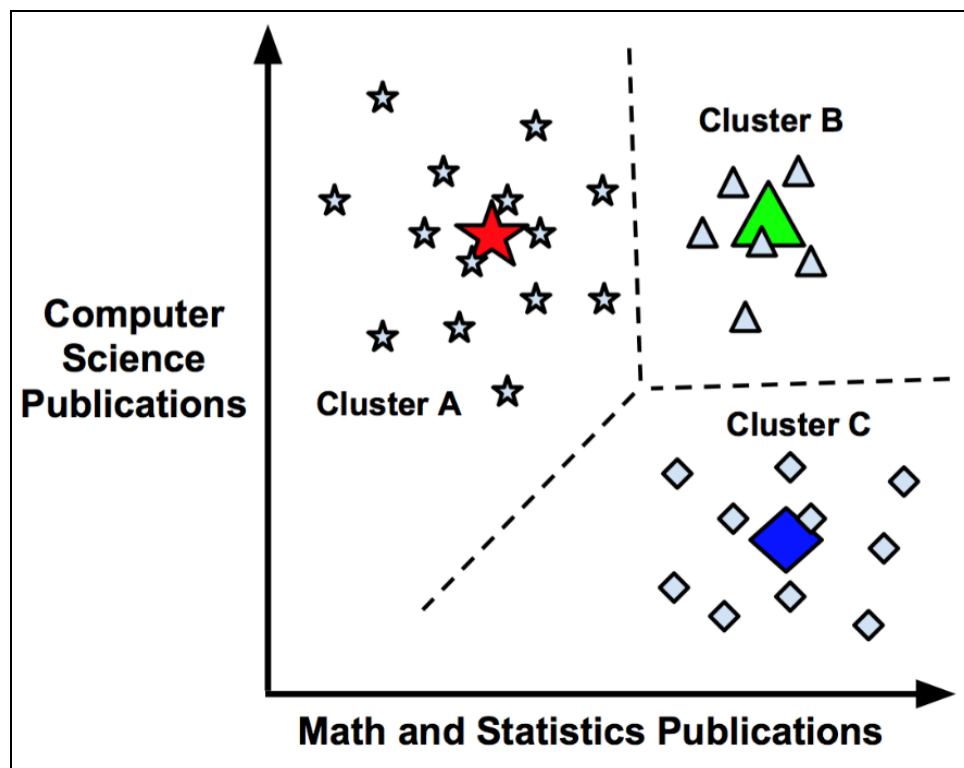 Cluster B
Computer
Science
Publications
Cluster A
Cluster C
Math and Statistics Publications